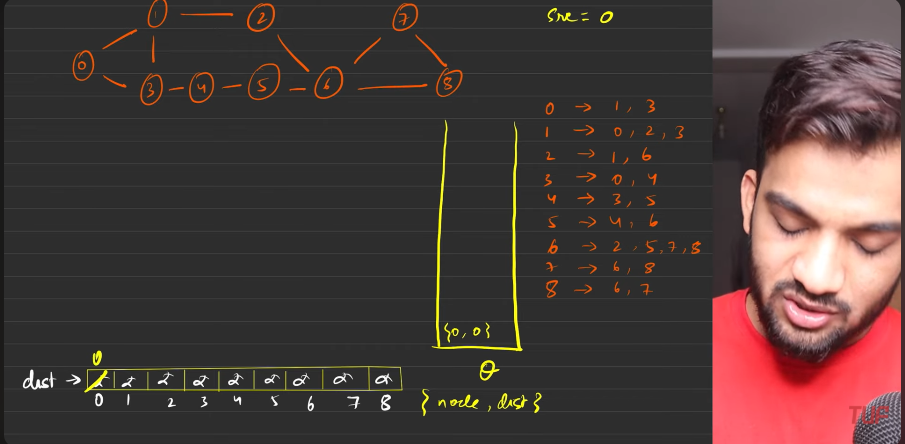 src = 0
1 2 7
0
3 4 5 6 8
0 → 1, 3
1 → 0, 2, 3
2 → 1, 6
3 → 0, 4
4 → 3, 5
5 → 4, 6
6 → 2, 5, 7, 8
7 → 6, 8
8 → 6, 7
{0, 0}
Q
{ node, dist }
0
dist → ∝ ∝ ∝ ∝ ∝ ∝ ∝ ∝ ∝
0 1 2 3 4 5 6 7 8
TUF